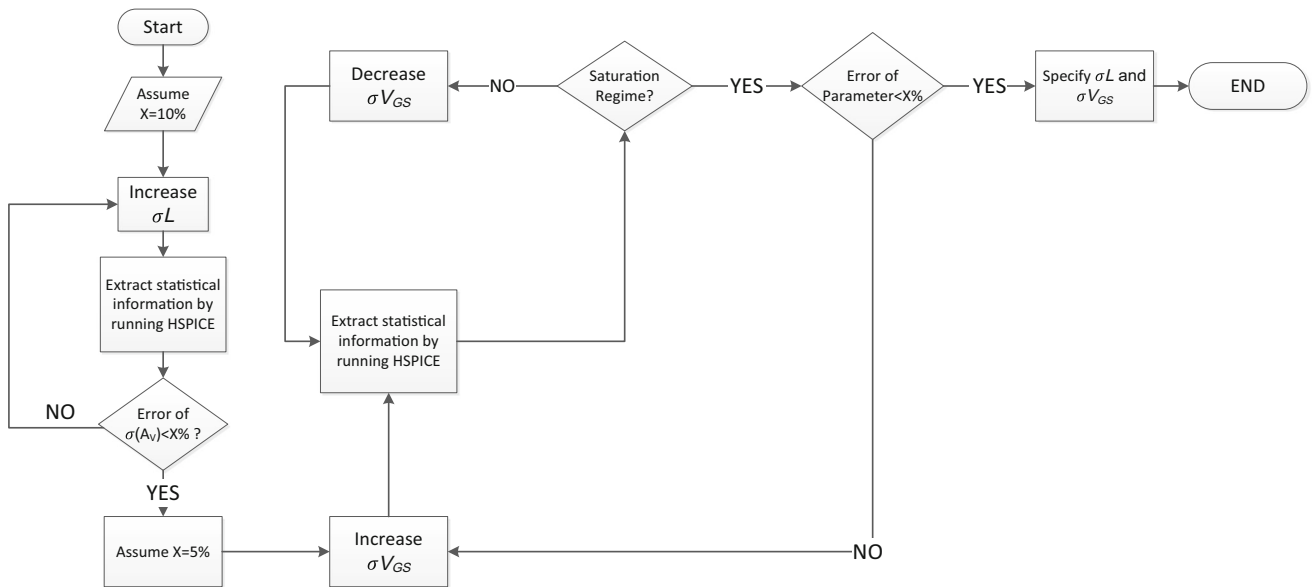 Start
Assume
X=10%
Increase
σL
Extract statistical
information by
running HSPICE
Error of
σ(Aᵥ)<X% ?
NO
YES
Assume X=5%
Increase
σV_GS
Extract statistical
information by
running HSPICE
Decrease
σV_GS
NO
Saturation
Regime?
YES
Error of
Parameter<X%
NO
YES
Specify σL and
σV_GS
END